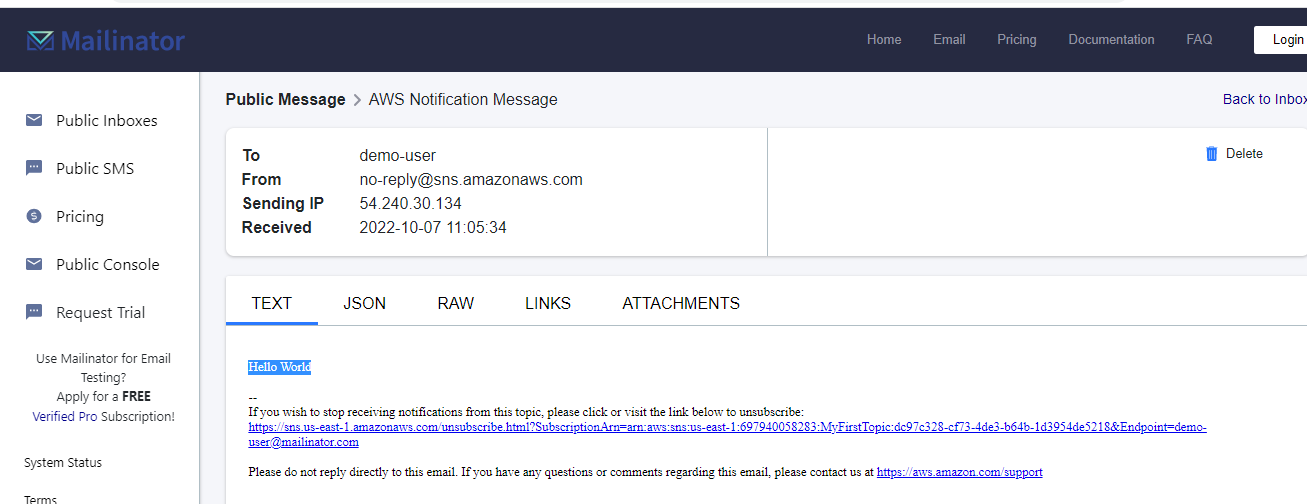 Mailinator
Home Email Pricing Documentation FAQ Login
Public Inboxes
Public SMS
Pricing
Public Console
Request Trial
Use Mailinator for Email
Testing?
Apply for a FREE
Verified Pro Subscription!
System Status
Terms
Public Message > AWS Notification Message
Back to Inbox
To demo-user
From no-reply@sns.amazonaws.com
Sending IP 54.240.30.134
Received 2022-10-07 11:05:34
Delete
TEXT JSON RAW LINKS ATTACHMENTS
Hello World
--
If you wish to stop receiving notifications from this topic, please click or visit the link below to unsubscribe:
https://sns.us-east-1.amazonaws.com/unsubscribe.html?SubscriptionArn=arn:aws:sns:us-east-1:697940058283:MyFirstTopic:dc97c328-cf73-4de3-b64b-1d3954de5218&Endpoint=demo-
user@mailinator.com
Please do not reply directly to this email. If you have any questions or comments regarding this email, please contact us at https://aws.amazon.com/support